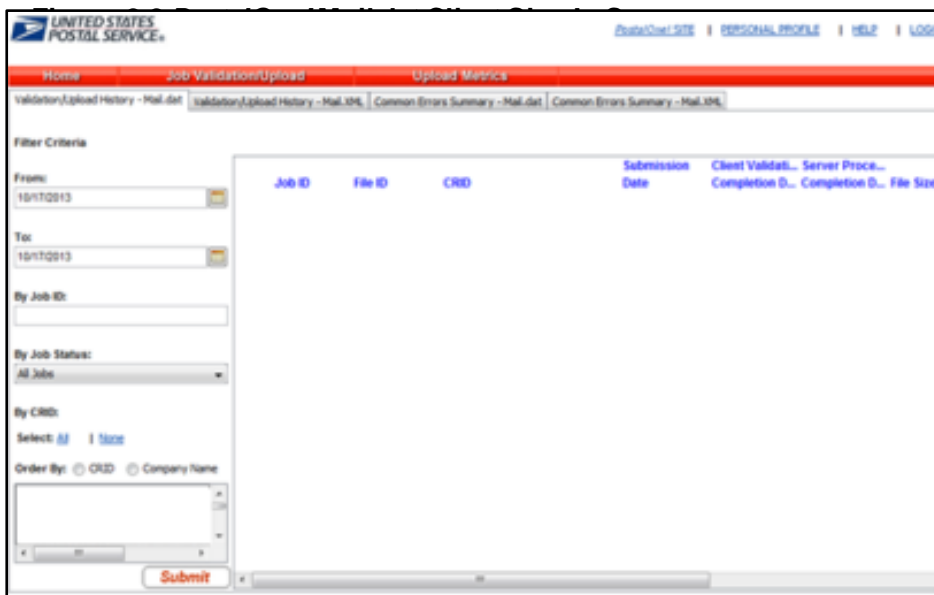 UNITED STATES
POSTAL SERVICE®
PostalOne! SITE | PERSONAL PROFILE | HELP |
Home Job Validation/Upload Upload Metrics
Validation/Upload History - Mail.dat Validation/Upload History - Mail.XML Common Errors Summary - Mail.dat Common Errors Summary - Mail.XML
Filter Criteria
From:
10/17/2013
To:
10/17/2013
By Job ID:
By Job Status:
All Jobs
By CRID:
Select: All | None
Order By: CRID Company Name
Submit
Job ID File ID CRID Submission Date Client Validati... Completion D... Server Proce... Completion D... File Size